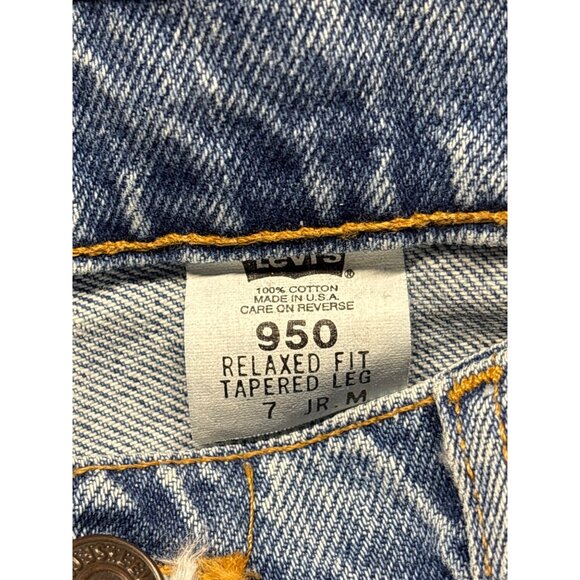 Levi's ®
100% COTTON
MADE IN U.S.A.
CARE ON REVERSE
950
RELAXED FIT
TAPERED LEG
7 JR. M